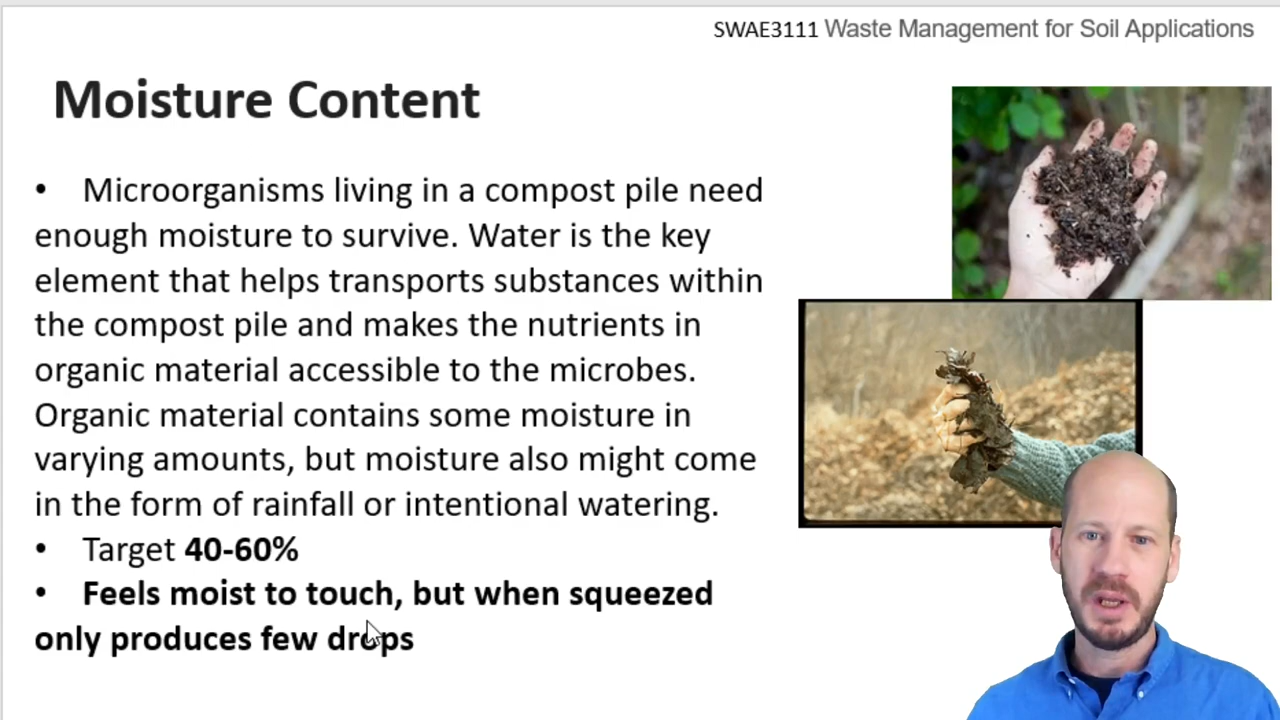 SWAE3111 Waste Management for Soil Applications
Moisture Content
• Microorganisms living in a compost pile need
enough moisture to survive. Water is the key
element that helps transports substances within
the compost pile and makes the nutrients in
organic material accessible to the microbes.
Organic material contains some moisture in
varying amounts, but moisture also might come
in the form of rainfall or intentional watering.
• Target 40-60%
• Feels moist to touch, but when squeezed
only produces few drops